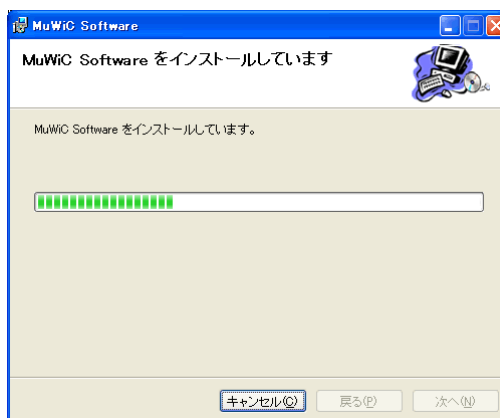 MuWiC Software
MuWiC Software をインストールしています
MuWiC Software をインストールしています。
キャンセル(C)
戻る(P)
次へ(N)